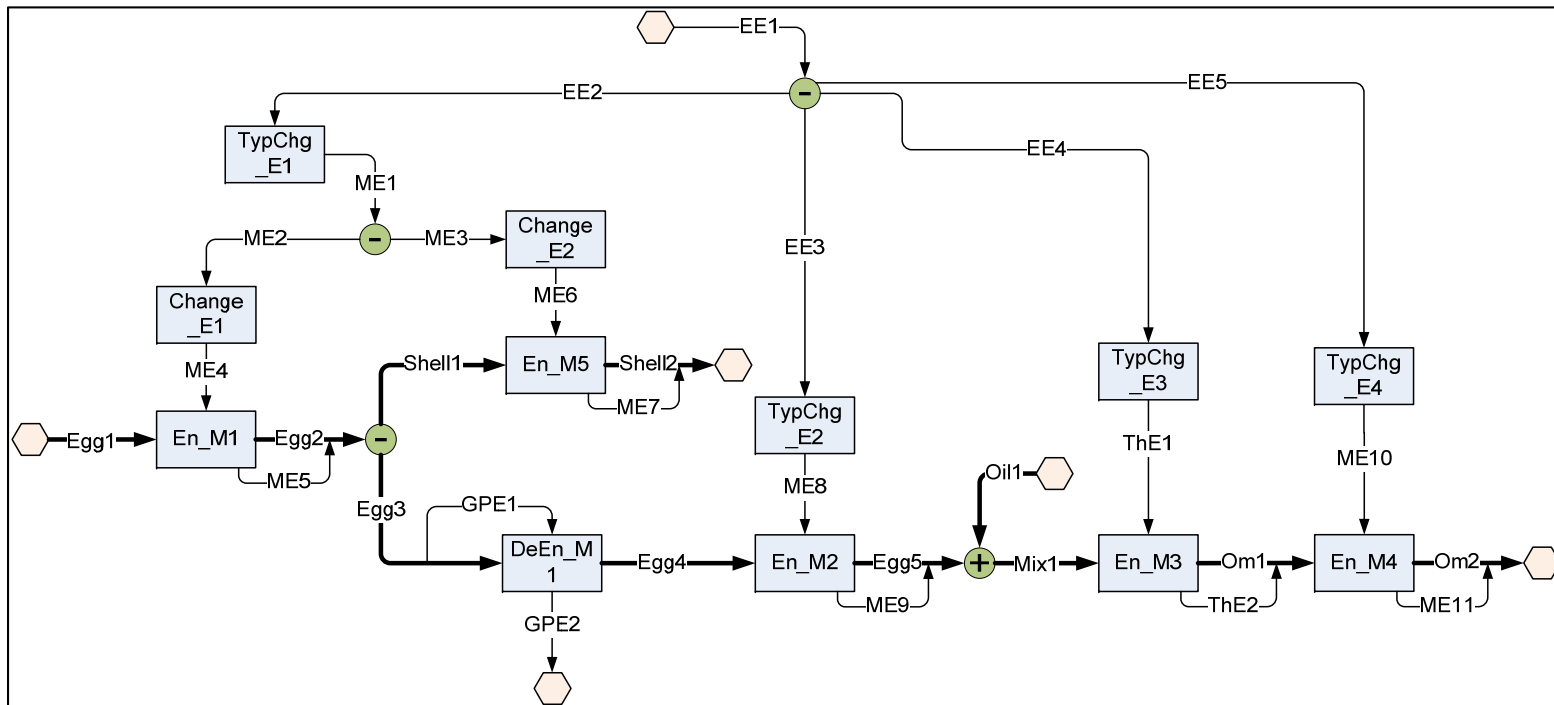 EE1
EE5
-
EE2
TypChg
_E1
EE4
ME1
Change
_E2
ME2
-
ME3
EE3
ME6
Change
_E1
TypChg
_E3
TypChg
_E4
Shell1
En_M5
Shell2
ME4
ME7
TypChg
_E2
Egg1
En_M1
Egg2
-
ThE1
ME10
ME5
Oil1
ME8
Egg3
GPE1
DeEn_M
1
Egg4
En_M2
Egg5
+
Mix1
En_M3
Om1
En_M4
Om2
ME9
ThE2
ME11
GPE2